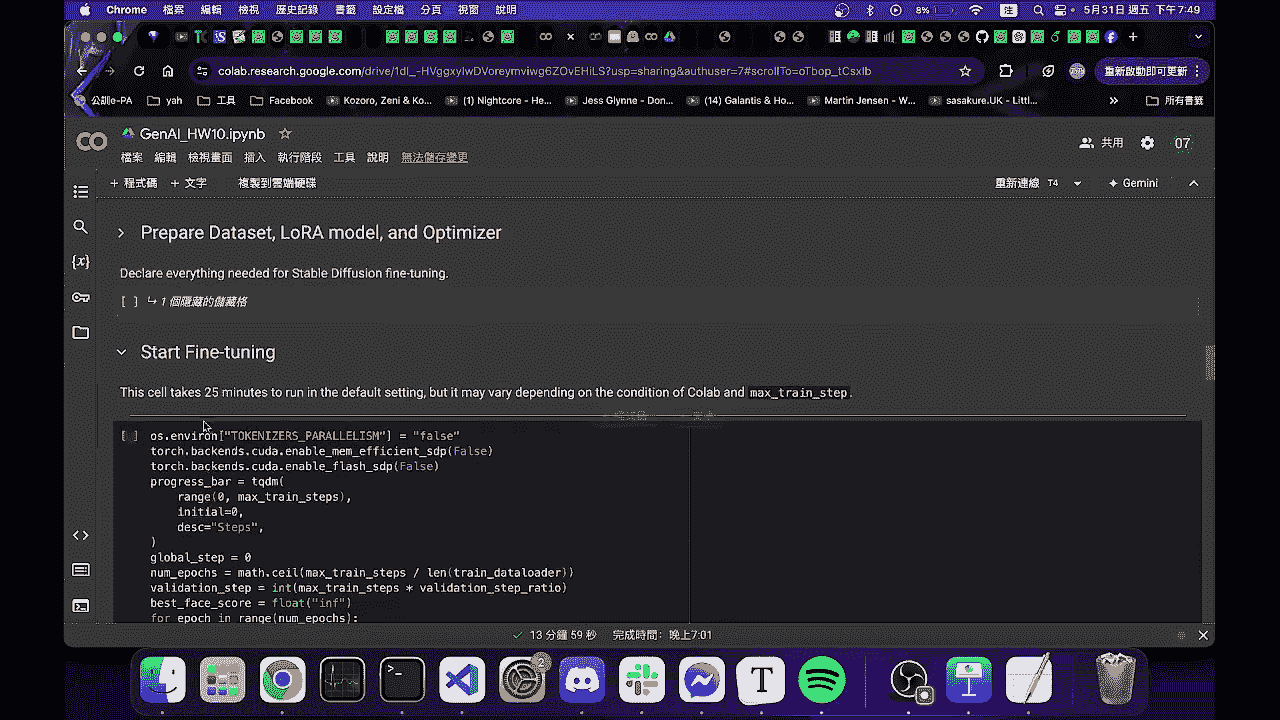 Chrome 檔案 編輯 檢視 歷史記錄 書籤 設定檔 分頁 視窗 說明 8% 注 5月31日 週五 下午7:49
colab.research.google.com/drive/1dl_-HVggxyIwDVoreymviwg6ZOvEHiLS?usp=sharing&authuser=7#scrollTo=oTbop_tCsxlb 重新啟動即可更新
公訓e-PA yah 工具 Facebook Kozoro, Zeni & Ko... (1) Nightcore - He... Jess Glynne - Don... (14) Galantis & Ho... Martin Jensen - W... sasakure.UK - Littl... » 所有書籤
CO GenAI_HW10.ipynb 共用 07
檔案 編輯 檢視畫面 插入 執行階段 工具 說明 無法儲存變更
+ 程式碼 + 文字 複製到雲端硬碟 重新連線 T4 Gemini
Prepare Dataset, LoRA model, and Optimizer
Declare everything needed for Stable Diffusion fine-tuning.
[ ] ↳ 1 個隱藏的儲藏格
Start Fine-tuning
This cell takes 25 minutes to run in the default setting, but it may vary depending on the condition of Colab and max_train_step.
[ ] os.environ["TOKENIZERS_PARALLELISM"] = "false"
torch.backends.cuda.enable_mem_efficient_sdp(False)
torch.backends.cuda.enable_flash_sdp(False)
progress_bar = tqdm(
range(0, max_train_steps),
initial=0,
desc="Steps",
)
global_step = 0
num_epochs = math.ceil(max_train_steps / len(train_dataloader))
validation_step = int(max_train_steps * validation_step_ratio)
best_face_score = float("inf")
for epoch in range(num_epochs):
✓ 13 分鐘 59 秒 完成時間：晚上7:01
2
T